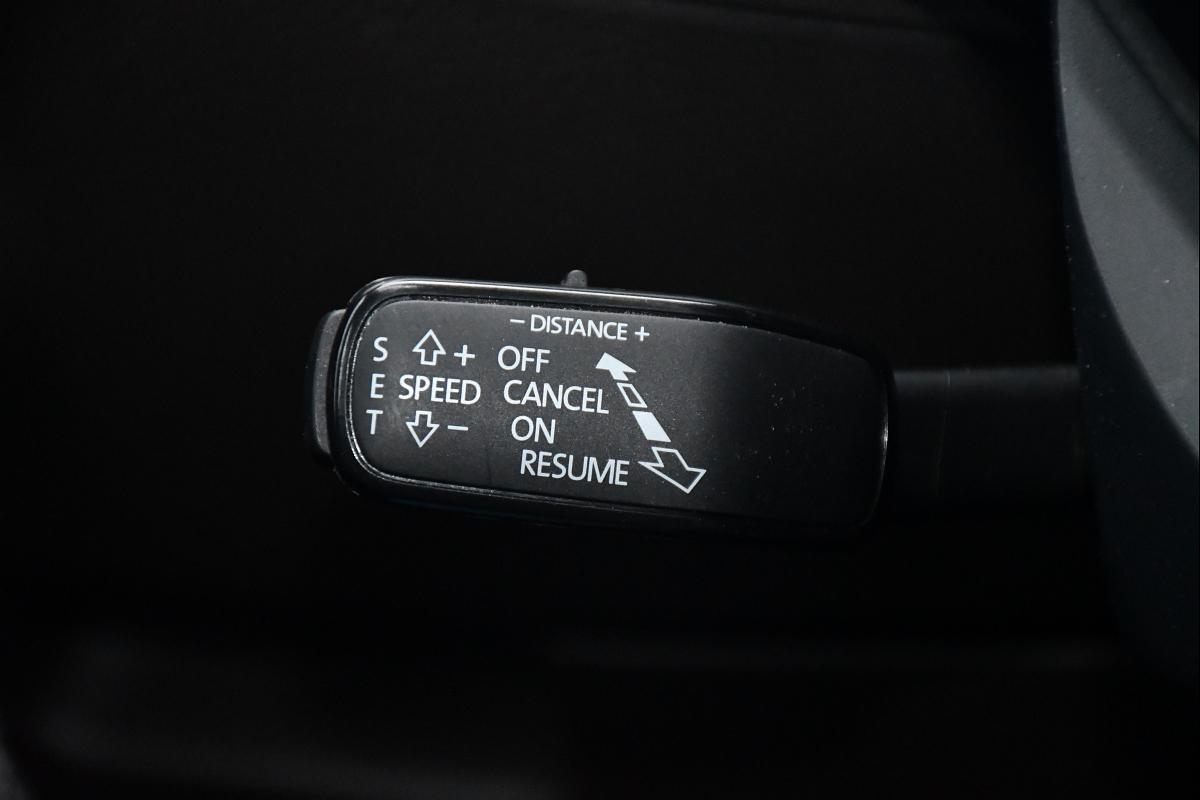 − DISTANCE +
S + OFF
E SPEED CANCEL
T − ON
RESUME